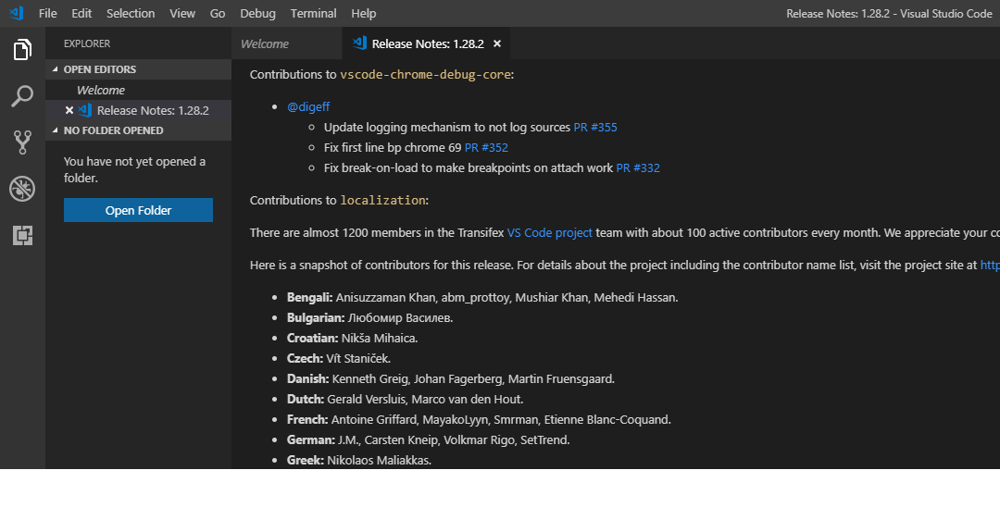 File Edit Selection View Go Debug Terminal Help Release Notes: 1.28.2 - Visual Studio Code
EXPLORER
OPEN EDITORS
Welcome
Release Notes: 1.28.2
NO FOLDER OPENED
You have not yet opened a
folder.
Open Folder
Welcome Release Notes: 1.28.2
Contributions to vscode-chrome-debug-core:
@digeff
Update logging mechanism to not log sources PR #355
Fix first line bp chrome 69 PR #352
Fix break-on-load to make breakpoints on attach work PR #332
Contributions to localization:
There are almost 1200 members in the Transifex VS Code project team with about 100 active contributors every month. We appreciate your
Here is a snapshot of contributors for this release. For details about the project including the contributor name list, visit the project site at
Bengali: Anisuzzaman Khan, abm_prottoy, Mushiar Khan, Mehedi Hassan.
Bulgarian: Любомир Василев.
Croatian: Nikša Mihaica.
Czech: Vít Staniček.
Danish: Kenneth Greig, Johan Fagerberg, Martin Fruensgaard.
Dutch: Gerald Versluis, Marco van den Hout.
French: Antoine Griffard, MayakoLyyn, Smrman, Etienne Blanc-Coquand.
German: J.M., Carsten Kneip, Volkmar Rigo, SetTrend.
Greek: Nikolaos Maliakkas.